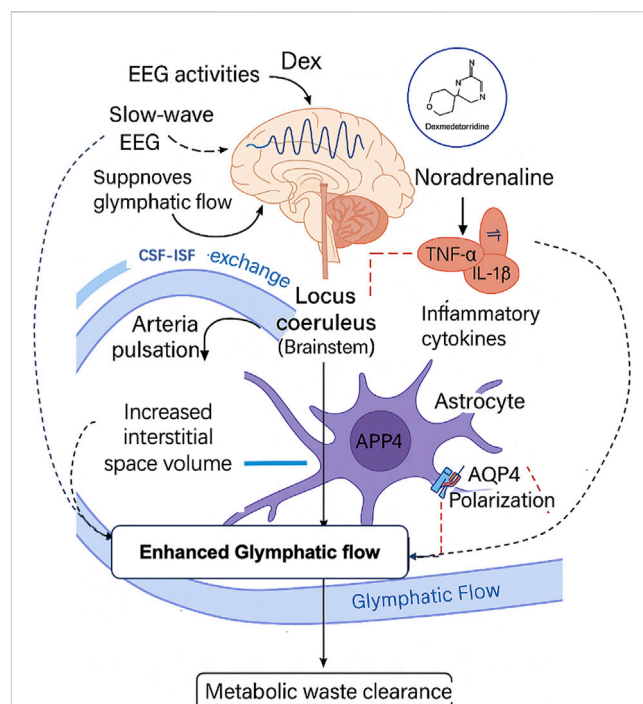 EEG activities
Dex
Slow-wave
EEG
Suppnoves
glymphatic flow
N
N
N
O
Dexmedetorridine
Noradrenaline
TNF-α
IL-1β
Inflammatory
cytokines
CSF-ISF exchange
Arteria
pulsation
Locus
coeruleus
(Brainstem)
Increased
interstitial
space volume
Astrocyte
APP4
AQP4
Polarization
Enhanced Glymphatic flow
Glymphatic Flow
Metabolic waste clearance